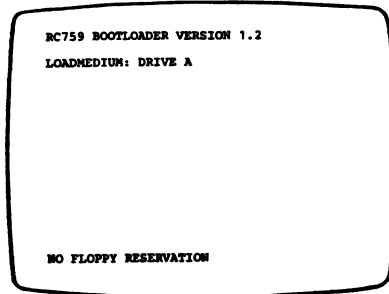 RC759 BOOTLOADER VERSION 1.2
LOADMEDIUM: DRIVE A
NO FLOPPY RESERVATION